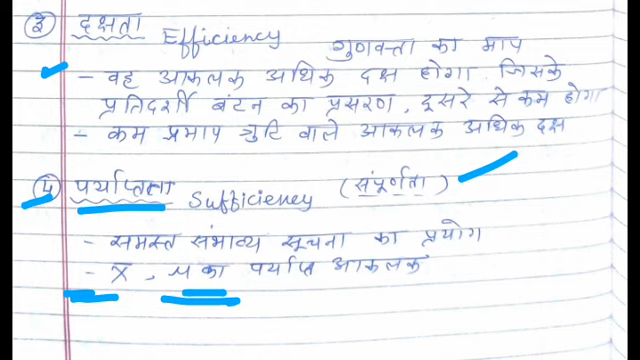 ③ दक्षता Efficiency गुणवत्ता का माप
- वह आकलक अधिक दक्ष होगा जिसके
प्रतिदर्शी बंटन का प्रसरण, दूसरे से कम होगा
- कम प्रमाप त्रुटि वाले आकलक अधिक दक्ष
④ पर्याप्तता Sufficiency (संपूर्णता)
- समस्त संभाव्य सूचना का प्रयोग
- x̄, μ का पर्याप्त आकलक